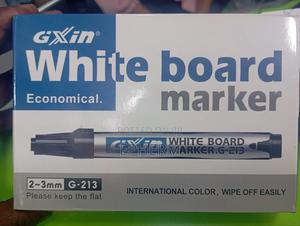 GXin®
White board
Economical.
marker
GXin WHITE BOARD
MARKER.G-213
2~3mm G-213
Please keep the flat
INTERNATIONAL COLOR, WIPE OFF EASILY